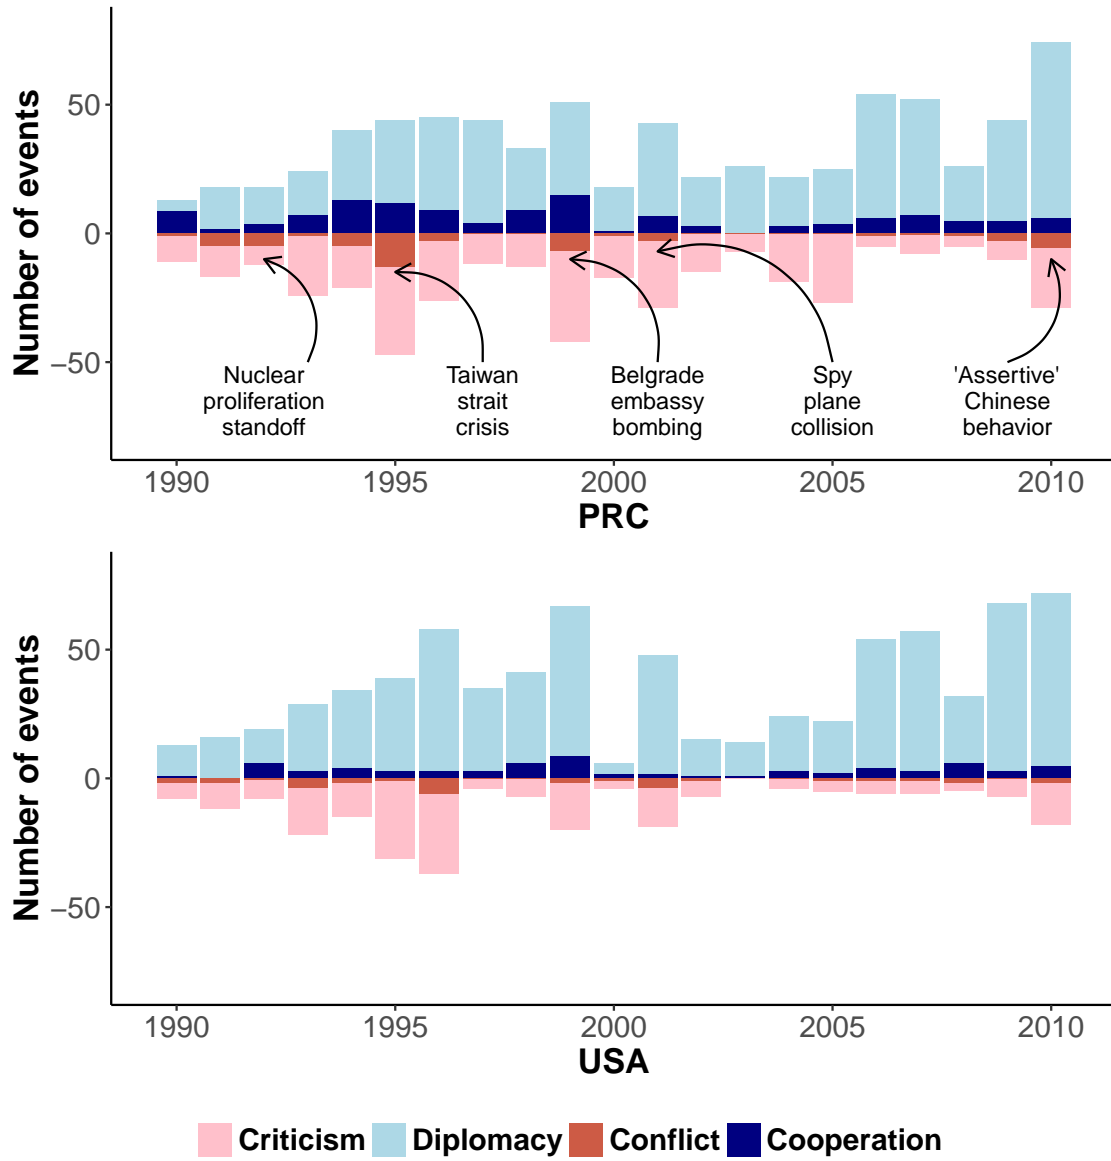 Number of events
50
0
−50
Nuclear
proliferation
standoff
Taiwan
strait
crisis
Belgrade
embassy
bombing
Spy
plane
collision
'Assertive'
Chinese
behavior
1990 1995 2000 2005 2010
PRC
Number of events
50
0
−50
1990 1995 2000 2005 2010
USA
Criticism Diplomacy Conflict Cooperation